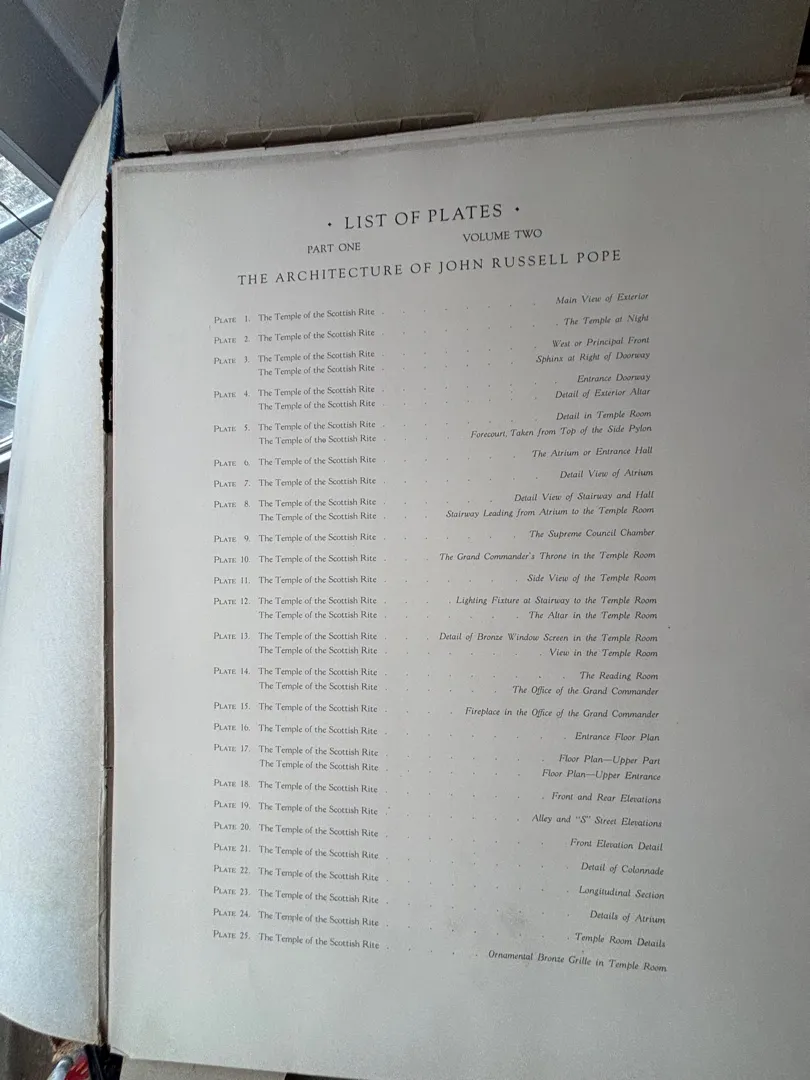 · LIST OF PLATES ·
PART ONE VOLUME TWO
THE ARCHITECTURE OF JOHN RUSSELL POPE
PLATE 1. The Temple of the Scottish Rite . . . . . . Main View of Exterior
PLATE 2. The Temple of the Scottish Rite . . . . . . The Temple at Night
PLATE 3. The Temple of the Scottish Rite . . . . . . West or Principal Front
The Temple of the Scottish Rite . . . . . . Sphinx at Right of Doorway
PLATE 4. The Temple of the Scottish Rite . . . . . . Entrance Doorway
The Temple of the Scottish Rite . . . . . . Detail of Exterior Altar
PLATE 5. The Temple of the Scottish Rite . . . . . . Detail in Temple Room
The Temple of the Scottish Rite . . . . Forecourt, Taken from Top of the Side Pylon
PLATE 6. The Temple of the Scottish Rite . . . . . . The Atrium or Entrance Hall
PLATE 7. The Temple of the Scottish Rite . . . . . . Detail View of Atrium
PLATE 8. The Temple of the Scottish Rite . . . . . . Detail View of Stairway and Hall
The Temple of the Scottish Rite . . . Stairway Leading from Atrium to the Temple Room
PLATE 9. The Temple of the Scottish Rite . . . . . . The Supreme Council Chamber
PLATE 10. The Temple of the Scottish Rite . . . The Grand Commander's Throne in the Temple Room
PLATE 11. The Temple of the Scottish Rite . . . . . . Side View of the Temple Room
PLATE 12. The Temple of the Scottish Rite . . . . Lighting Fixture at Stairway to the Temple Room
The Temple of the Scottish Rite . . . . . . . The Altar in the Temple Room
PLATE 13. The Temple of the Scottish Rite . . . Detail of Bronze Window Screen in the Temple Room
The Temple of the Scottish Rite . . . . . . . View in the Temple Room
PLATE 14. The Temple of the Scottish Rite . . . . . . . . The Reading Room
The Temple of the Scottish Rite . . . . . . The Office of the Grand Commander
PLATE 15. The Temple of the Scottish Rite . . . . Fireplace in the Office of the Grand Commander
PLATE 16. The Temple of the Scottish Rite . . . . . . . . Entrance Floor Plan
PLATE 17. The Temple of the Scottish Rite . . . . . . . Floor Plan—Upper Part
The Temple of the Scottish Rite . . . . . . . Floor Plan—Upper Entrance
PLATE 18. The Temple of the Scottish Rite . . . . . . . Front and Rear Elevations
PLATE 19. The Temple of the Scottish Rite . . . . . . Alley and "S" Street Elevations
PLATE 20. The Temple of the Scottish Rite . . . . . . . . Front Elevation Detail
PLATE 21. The Temple of the Scottish Rite . . . . . . . . Detail of Colonnade
PLATE 22. The Temple of the Scottish Rite . . . . . . . . Longitudinal Section
PLATE 23. The Temple of the Scottish Rite . . . . . . . . Details of Atrium
PLATE 24. The Temple of the Scottish Rite . . . . . . . . Temple Room Details
PLATE 25. The Temple of the Scottish Rite . . . . Ornamental Bronze Grille in Temple Room